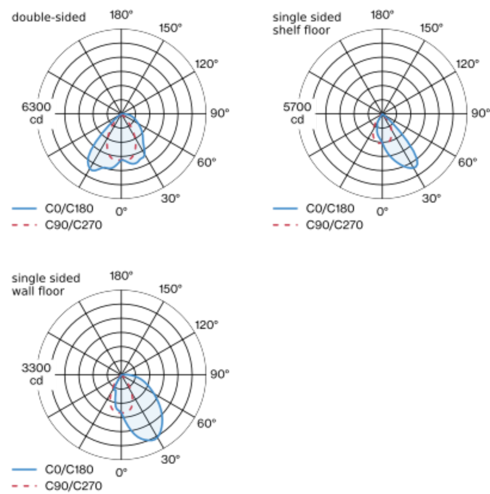 double-sided
180°
150°
120°
6300
cd
90°
60°
30°
0°
C0/C180
C90/C270
single sided
shelf floor
180°
150°
120°
5700
cd
90°
60°
30°
0°
C0/C180
C90/C270
single sided
wall floor
180°
150°
120°
3300
cd
90°
60°
30°
0°
C0/C180
C90/C270